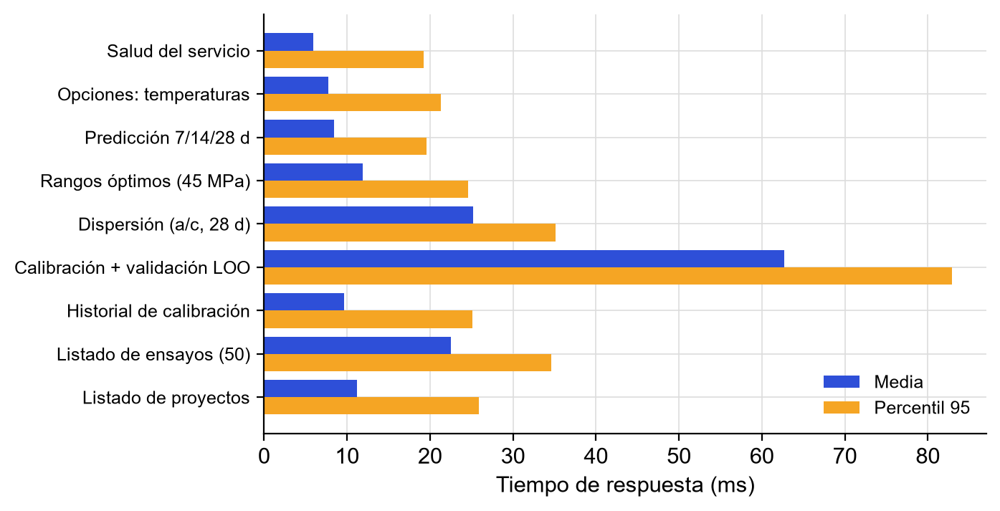 Salud del servicio
Opciones: temperaturas
Predicción 7/14/28 d
Rangos óptimos (45 MPa)
Dispersión (a/c, 28 d)
Calibración + validación LOO
Historial de calibración
Listado de ensayos (50)
Listado de proyectos
Media
Percentil 95
0 10 20 30 40 50 60 70 80
Tiempo de respuesta (ms)